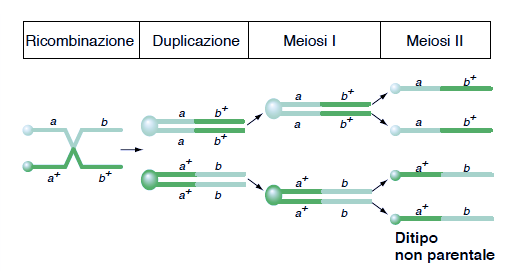 Ricombinazione Duplicazione Meiosi I Meiosi II
a b
a+ b+
a b+
a b+
a+ b
a+ b
a b+
a b+
a+ b
a+ b
a b+
a b+
a+ b
a+ b
Ditipo
non parentale